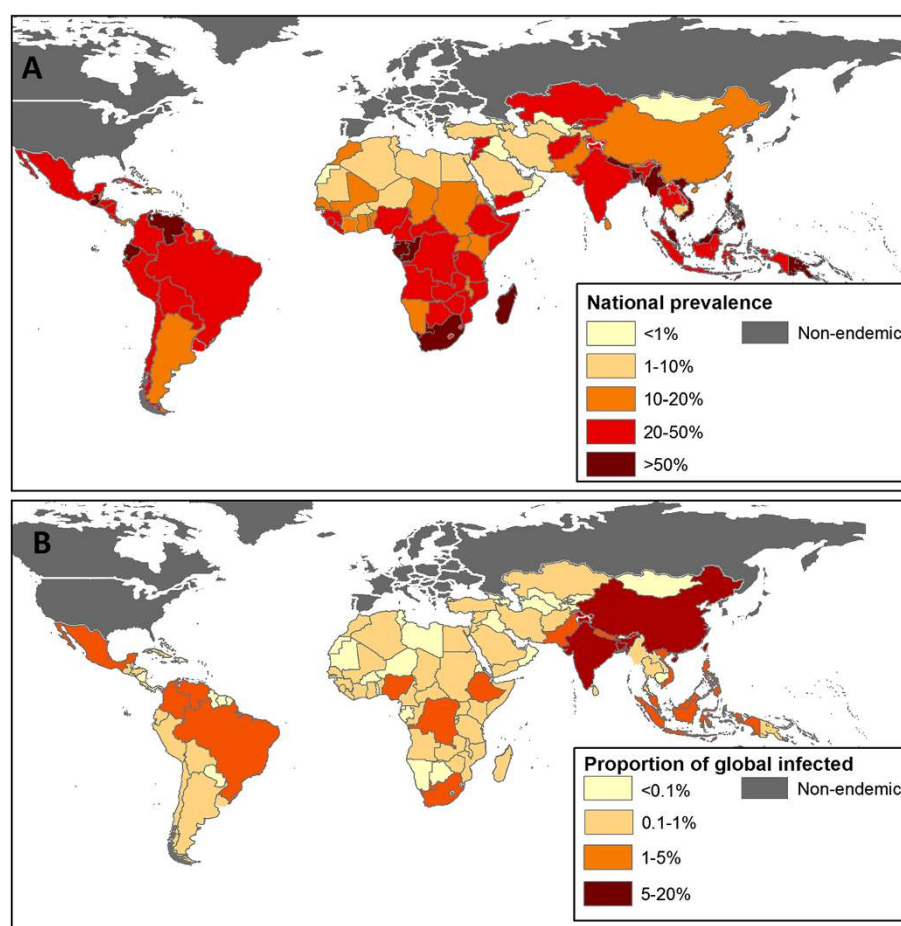 A
National prevalence
<1%
Non-endemic
1-10%
10-20%
20-50%
>50%
B
Proportion of global infected
<0.1%
Non-endemic
0.1-1%
1-5%
5-20%